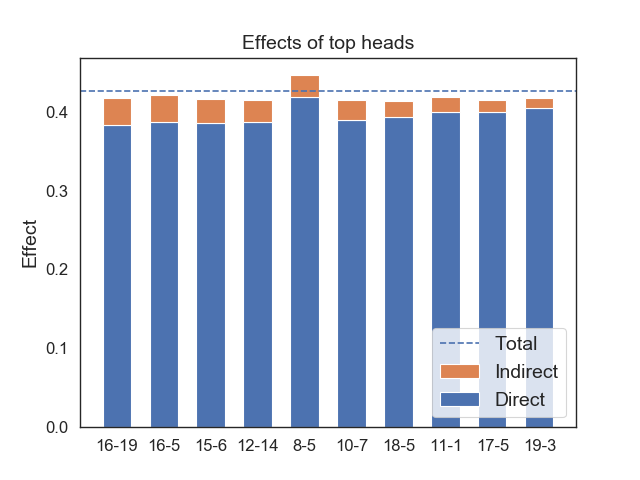 Effects of top heads
Effect
0.4
0.3
0.2
0.1
0.0
Total
Indirect
Direct
16-19 16-5 15-6 12-14 8-5 10-7 18-5 11-1 17-5 19-3